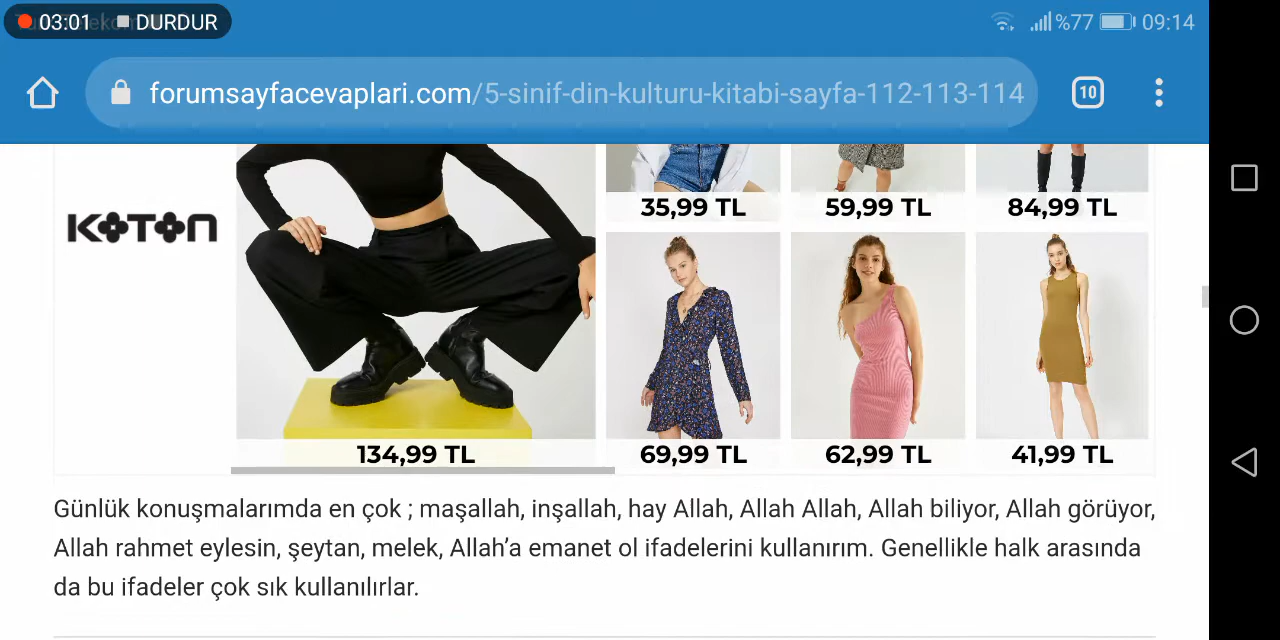 03:01 DURDUR %77 09:14
forumsayfacevaplari.com/5-sinif-din-kulturu-kitabi-sayfa-112-113-114
10
35,99 TL 59,99 TL 84,99 TL
KOTON
134,99 TL 69,99 TL 62,99 TL 41,99 TL
Günlük konuşmalarımda en çok ; maşallah, inşallah, hay Allah, Allah Allah, Allah biliyor, Allah görüyor,
Allah rahmet eylesin, şeytan, melek, Allah’a emanet ol ifadelerini kullanırım. Genellikle halk arasında
da bu ifadeler çok sık kullanılırlar.